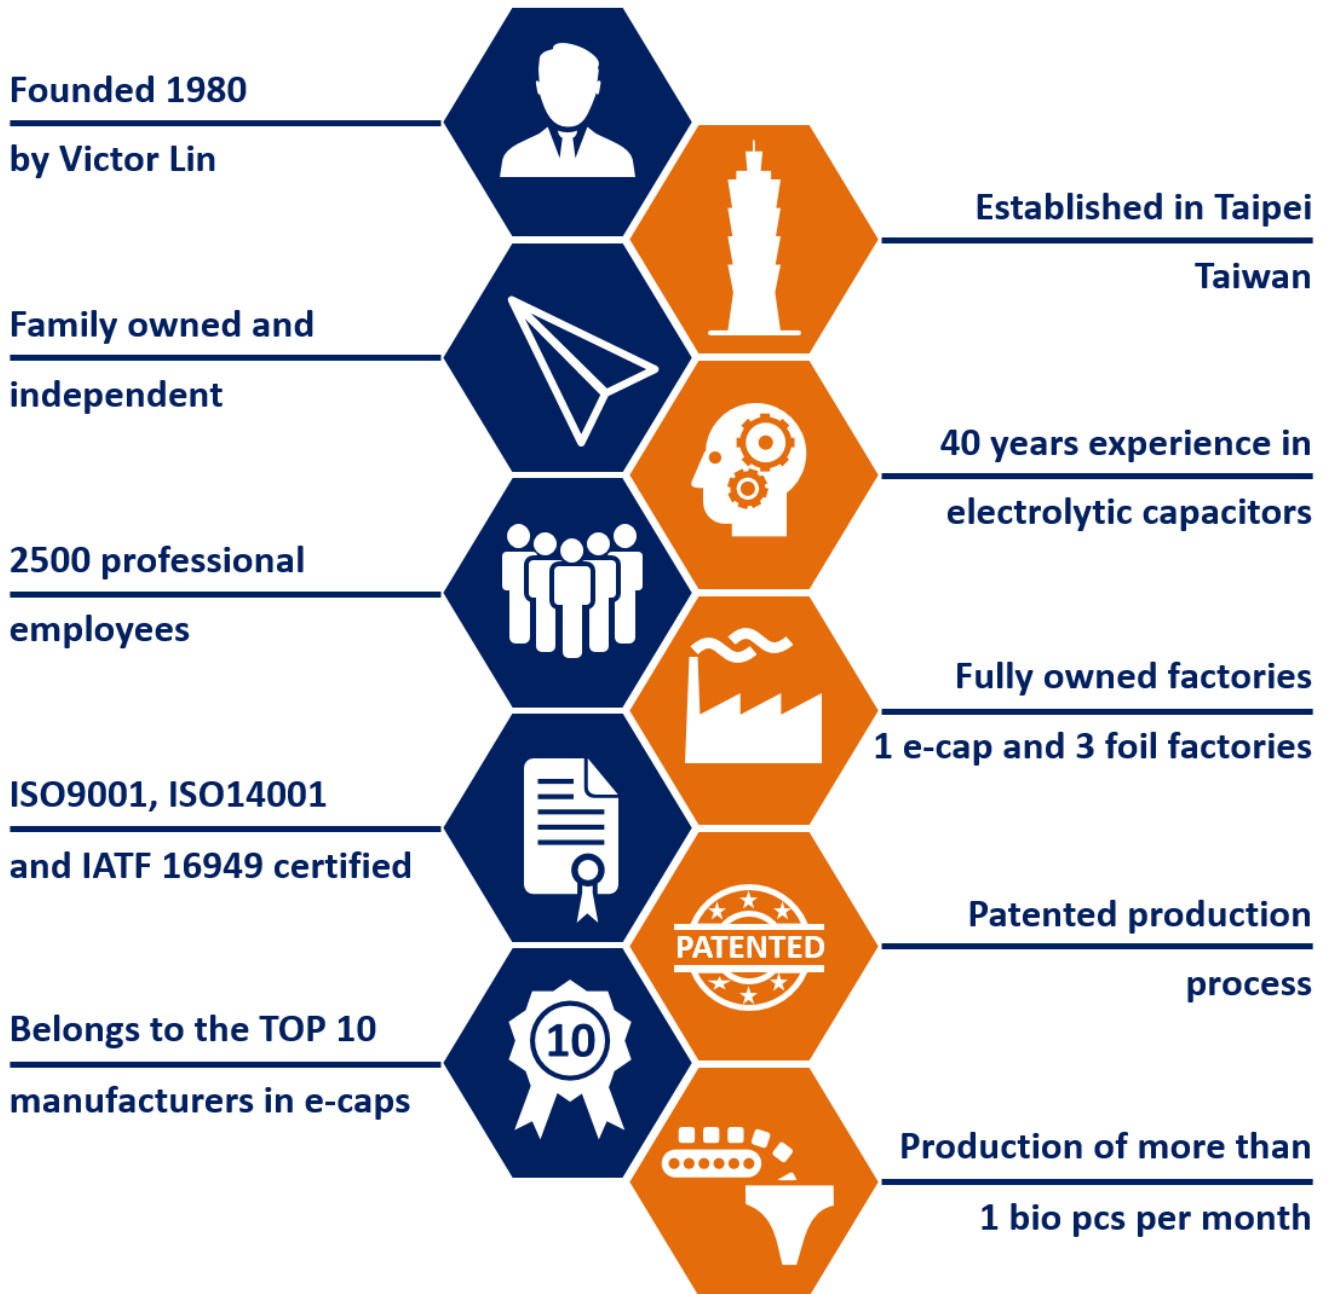 Founded 1980
by Victor Lin
Established in Taipei
Taiwan
Family owned and
independent
40 years experience in
electrolytic capacitors
2500 professional
employees
Fully owned factories
1 e-cap and 3 foil factories
ISO9001, ISO14001
and IATF 16949 certified
PATENTED
Patented production
process
10
Belongs to the TOP 10
manufacturers in e-caps
Production of more than
1 bio pcs per month